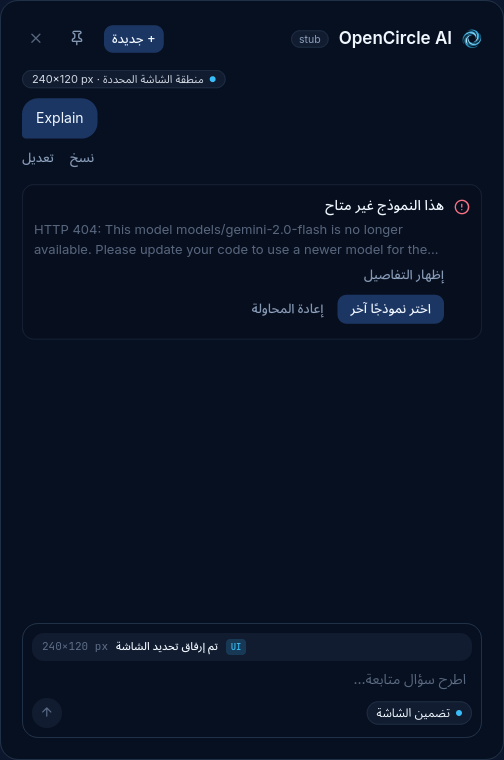 OpenCircle AI
stub
+ جديدة
منطقة الشاشة المحددة · 240×120 px
Explain
نسخ
تعديل
هذا النموذج غير متاح
HTTP 404: This model models/gemini-2.0-flash is no longer
available. Please update your code to use a newer model for the...
إظهار التفاصيل
اختر نموذجًا آخر
إعادة المحاولة
UI تم إرفاق تحديد الشاشة 240×120 px
اطرح سؤال متابعة...
تضمين الشاشة